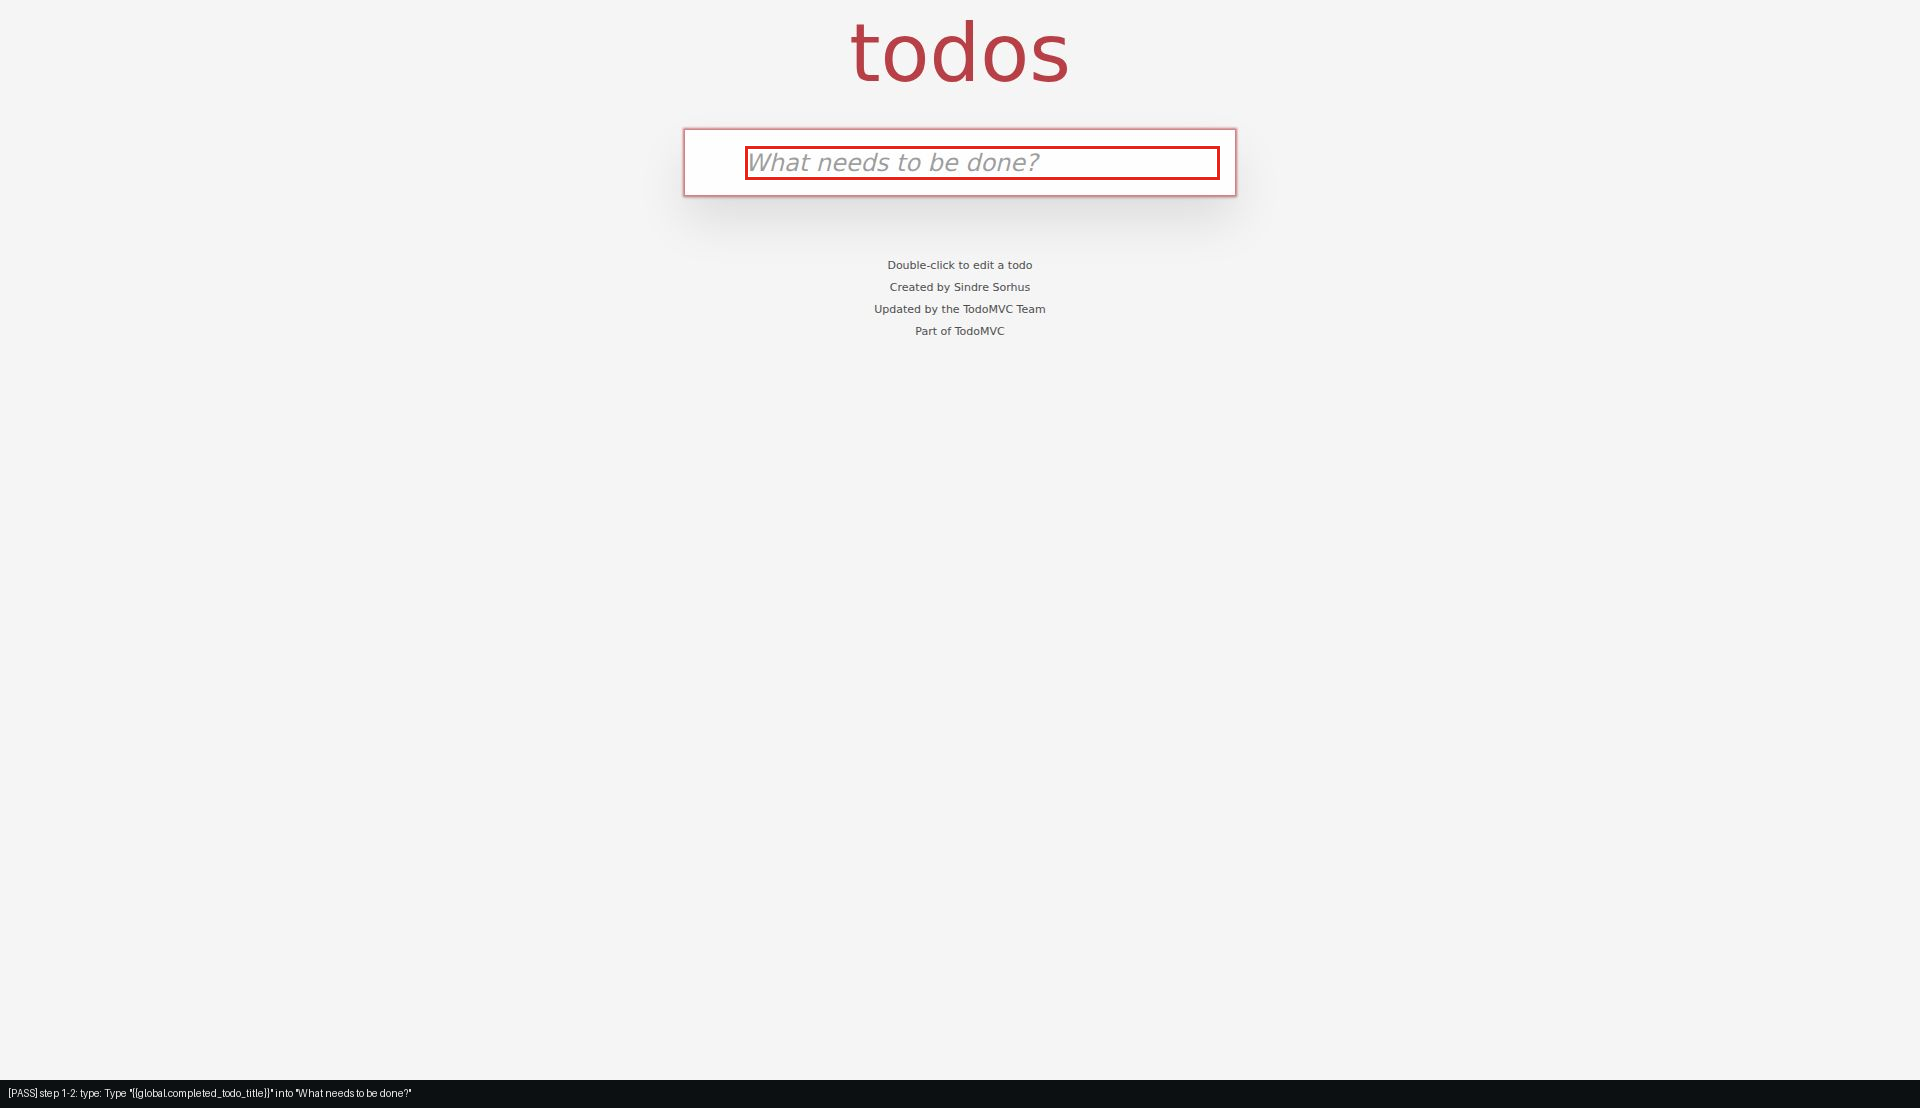 todos
What needs to be done?
Double-click to edit a todo
Created by Sindre Sorhus
Updated by the TodoMVC Team
Part of TodoMVC
[PASS] step 1-2: type: Type "{{global.completed_todo_title}}" into "What needs to be done?"